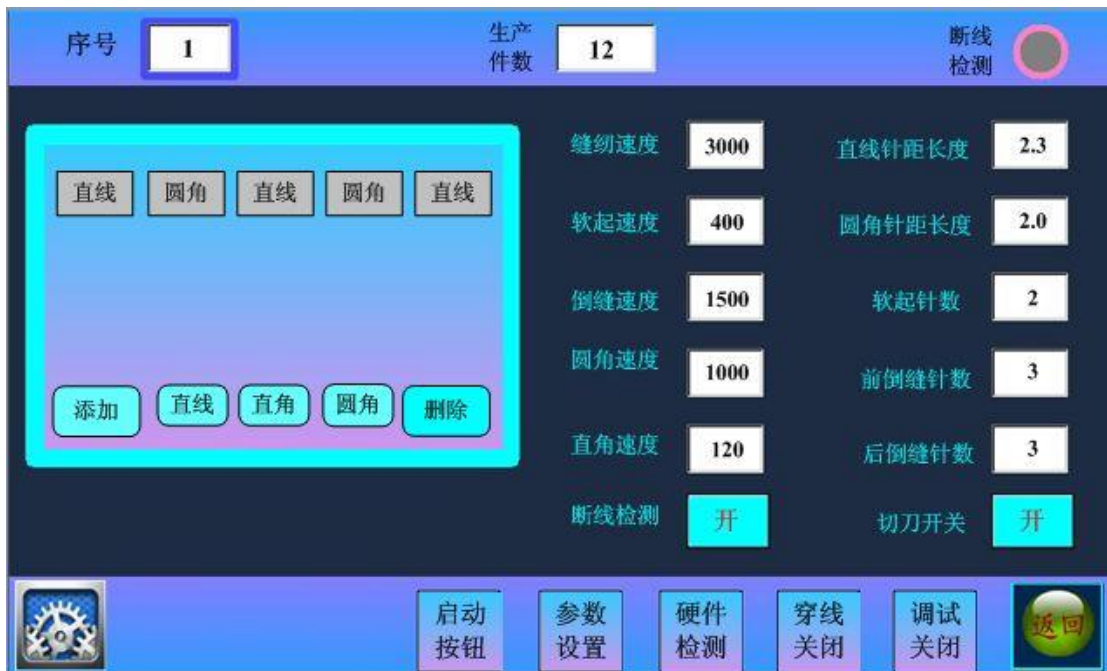 序号 1
生产
件数 12
断线
检测
直线 圆角 直线 圆角 直线
添加 直线 直角 圆角 删除
缝纫速度 3000
直线针距长度 2.3
软起速度 400
圆角针距长度 2.0
倒缝速度 1500
软起针数 2
圆角速度 1000
前倒缝针数 3
直角速度 120
后倒缝针数 3
断线检测 开
切刀开关 开
启动
按钮
参数
设置
硬件
检测
穿线
关闭
调试
关闭
返回